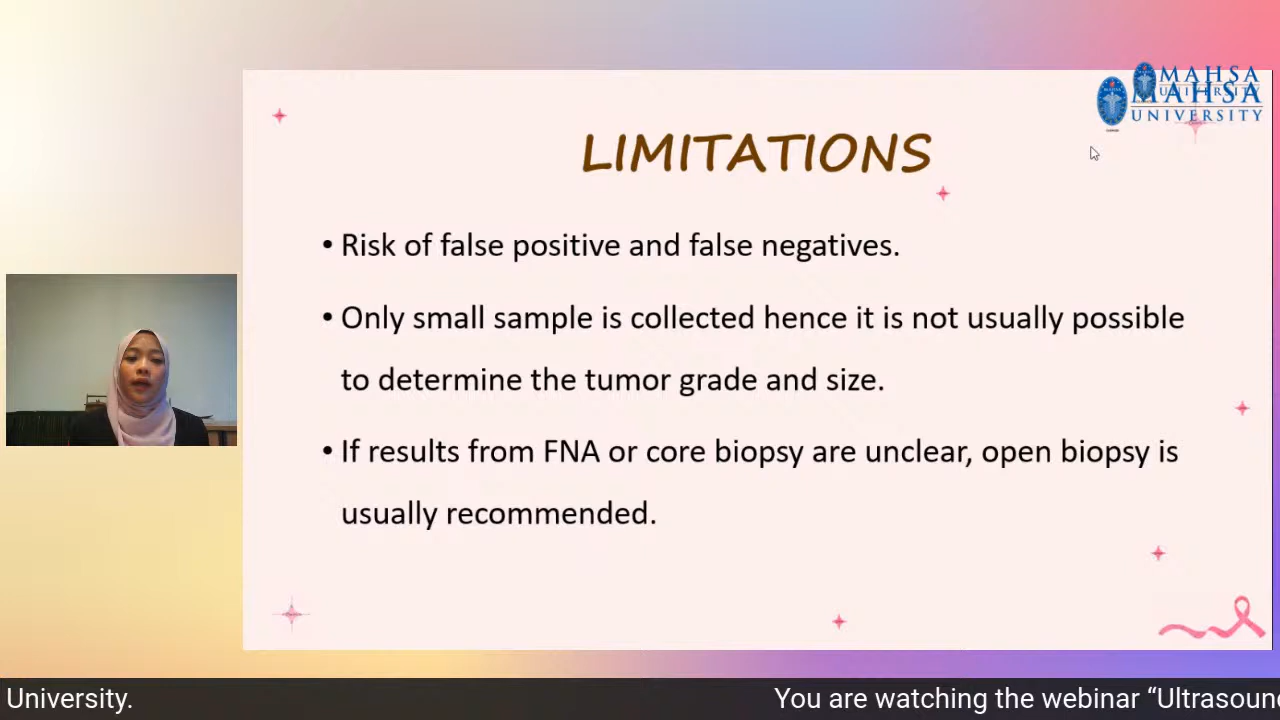 MAHSA
UNIVERSITY
MAHSA
UNIVERSITY
LIMITATIONS
• Risk of false positive and false negatives.
• Only small sample is collected hence it is not usually possible
to determine the tumor grade and size.
• If results from FNA or core biopsy are unclear, open biopsy is
usually recommended.
University. You are watching the webinar “Ultrasound